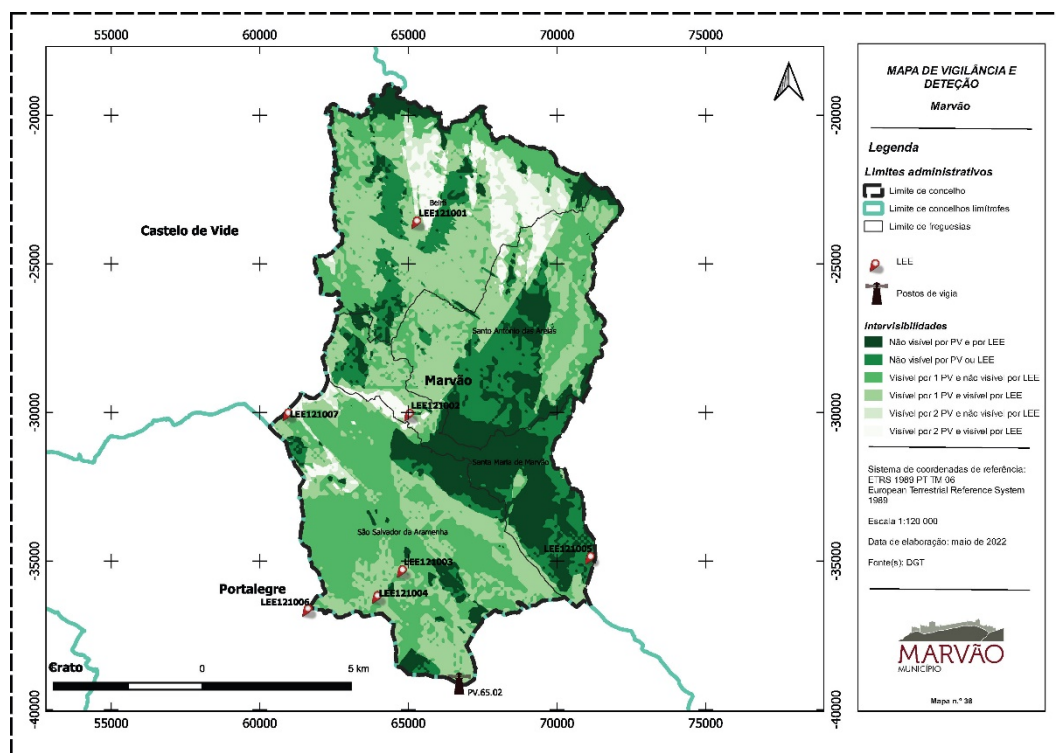 55000 60000 65000 70000 75000
-20000
-25000
-30000
-35000
-40000
-20000
-25000
-30000
-35000
-40000
Castelo de Vide
Beirã
LEE121001
Santo António das Areias
Marvão
LEE121007
LEE121002
Santa Maria de Marvão
São Salvador da Aramenha
LEE121005
LEE121003
Portalegre
LEE121004
LEE121006
Crato
0 5 km
PV.65.02
55000 60000 65000 70000 75000
MAPA DE VIGILÂNCIA E
DETEÇÃO
Marvão
Legenda
Limites administrativos
Limite de concelho
Limite de concelhos limítrofes
Limite de freguesias
LEE
Postos de vigia
Intervisibilidades
Não visível por PV e por LEE
Não visível por PV ou LEE
Visível por 1 PV e não visível por LEE
Visível por 1 PV e visível por LEE
Visível por 2 PV e não visível por LEE
Visível por 2 PV e visível por LEE
Sistema de coordenadas de referência:
ETRS 1989 PT TM 06
European Terrestrial Reference System
1989
Escala 1:120 000
Data de elaboração: maio de 2022
Fonte(s): DGT
MARVÃO
MUNICÍPIO
Mapa n.º 38